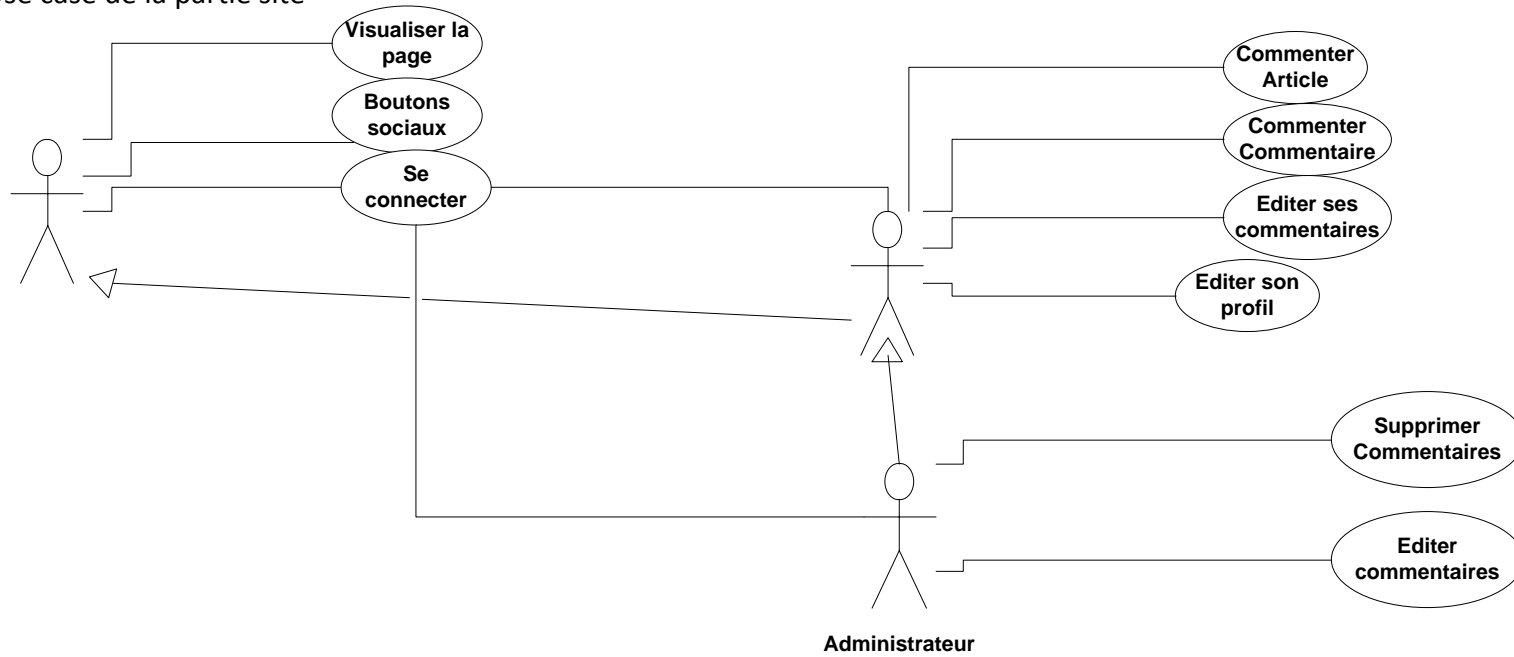 case de la partie site
Visualiser la
page
Boutons
sociaux
Se
connecter
Commenter
Article
Commenter
Commentaire
Editer ses
commentaires
Editer son
profil
Supprimer
Commentaires
Editer
commentaires
Administrateur